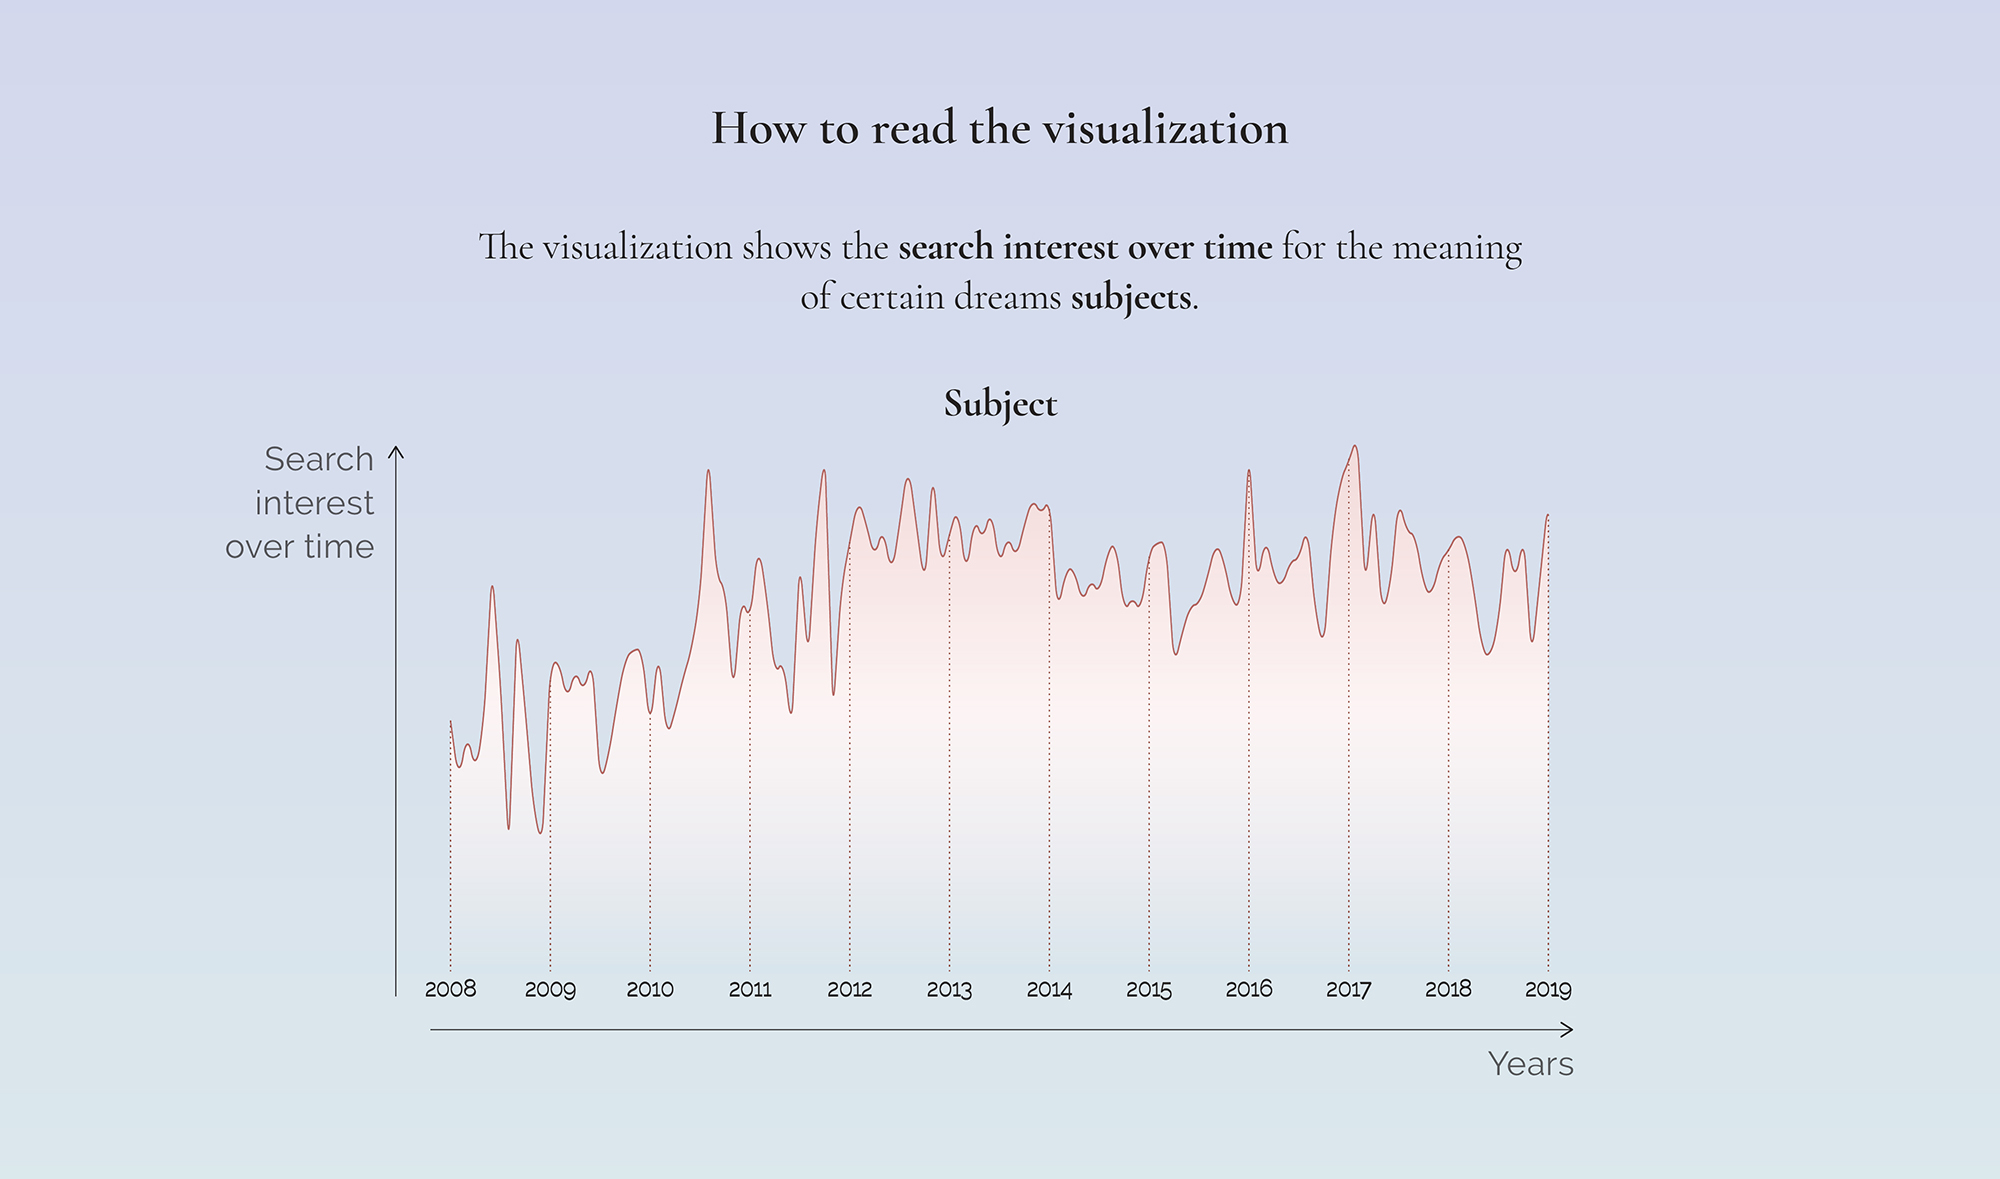 How to read the visualization
The visualization shows the search interest over time for the meaning
of certain dreams subjects.
Subject
Search
interest
over time
2008 2009 2010 2011 2012 2013 2014 2015 2016 2017 2018 2019
Years